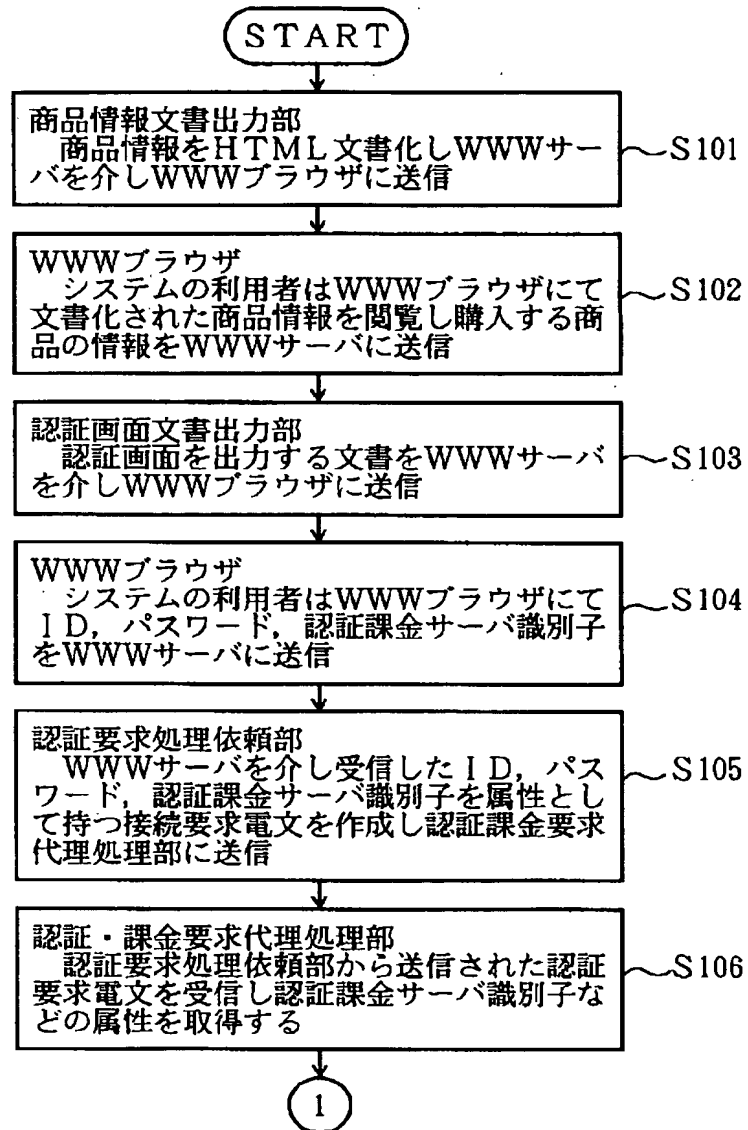 START
商品情報文書出力部
商品情報をHTML文書化しWWWサー
バを介しWWWブラウザに送信
S101
WWWブラウザ
システムの利用者はWWWブラウザにて
文書化された商品情報を閲覧し購入する商
品の情報をWWWサーバに送信
S102
認証画面文書出力部
認証画面を出力する文書をWWWサーバ
を介しWWWブラウザに送信
S103
WWWブラウザ
システムの利用者はWWWブラウザにて
ID，パスワード，認証課金サーバ識別子
をWWWサーバに送信
S104
認証要求処理依頼部
WWWサーバを介し受信したID，パス
ワード，認証課金サーバ識別子を属性とし
て持つ接続要求電文を作成し認証課金要求
代理処理部に送信
S105
認証・課金要求代理処理部
認証要求処理依頼部から送信された認証
要求電文を受信し認証課金サーバ識別子な
どの属性を取得する
S106
1